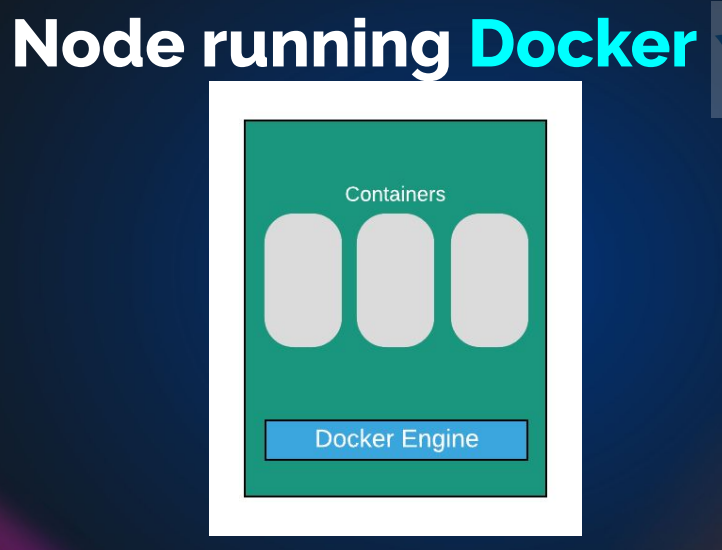 Node running Docker
Containers
Docker Engine